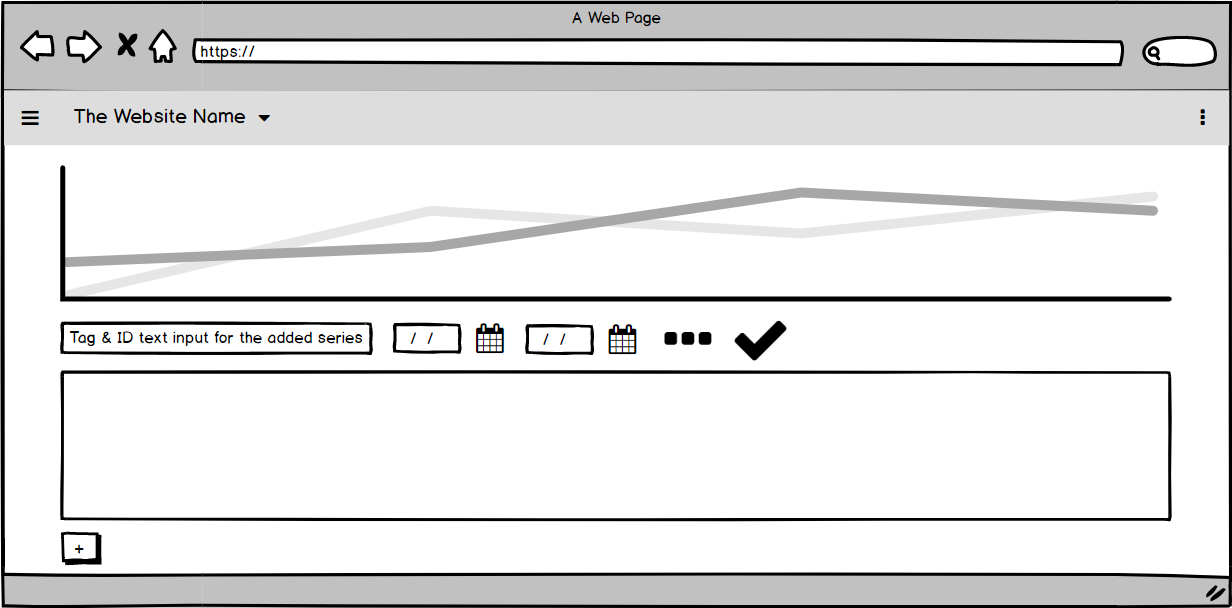 A Web Page
https://
The Website Name
Tag & ID text input for the added series
/ /
/ /
+